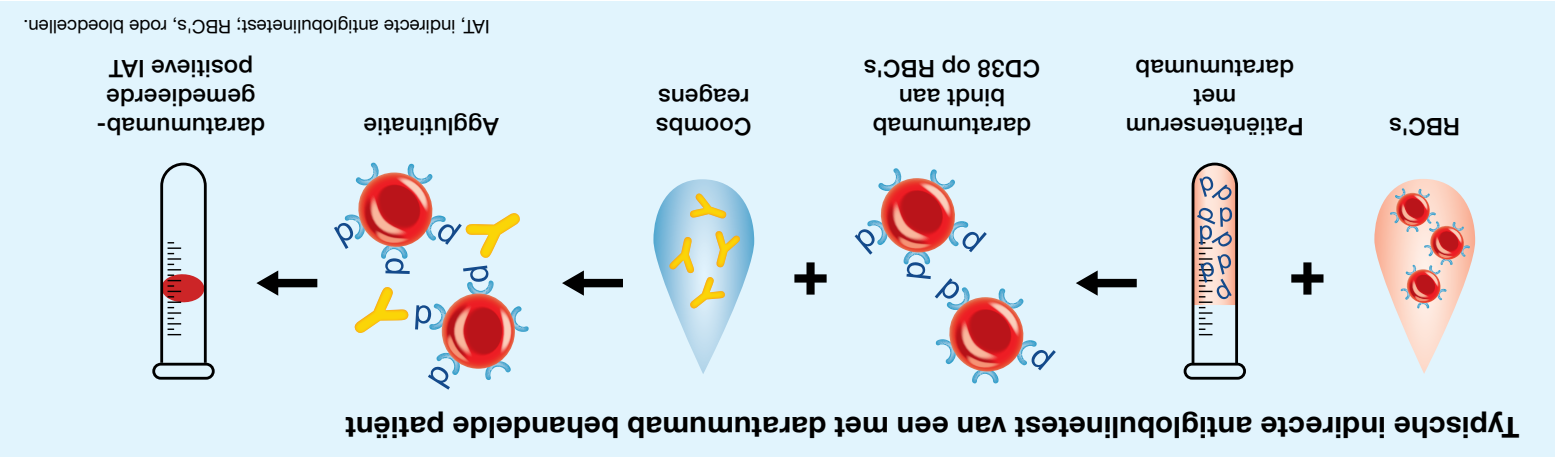 Typische indirecte antiglobulinetest van een met daratumumab behandelde patiënt
RBC's
Patiëntenserum
met
daratumumab
daratumumab
bindt aan
CD38 op RBC's
Coombs
reagens
Agglutinatie
daratumumab-
gemedieerde
positieve IAT
IAT, indirecte antiglobulinetest; RBC's, rode bloedcellen.